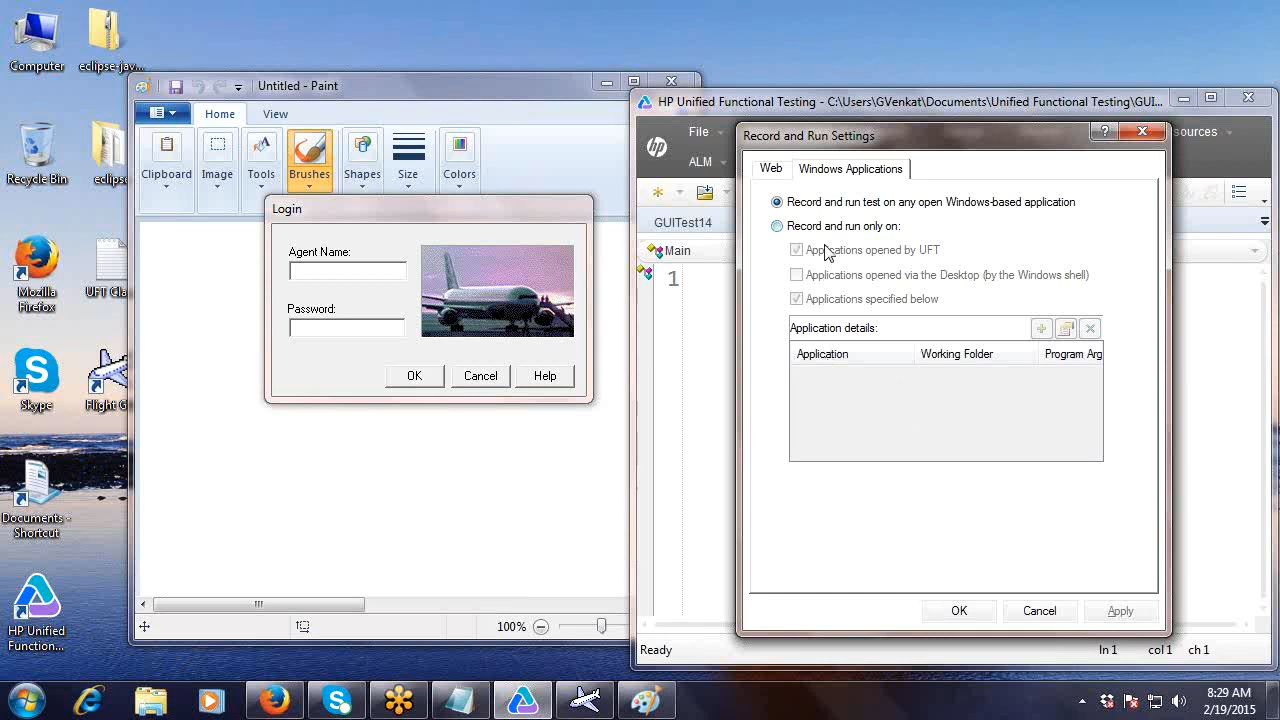 Computer
eclipse-jav...
Recycle Bin
eclipse
Mozilla
Firefox
UFT Cla
Skype
Flight G
Documents -
Shortcut
HP Unified
Function...
Untitled - Paint
Home
View
Clipboard
Image
Tools
Brushes
Shapes
Size
Colors
Login
Agent Name:
Password:
OK
Cancel
Help
100%
HP Unified Functional Testing - C:\Users\GVenkat\Documents\Unified Functional Testing\GUI...
hp
File
sources
ALM
GUITest14
Main
1
Record and Run Settings
?
Web
Windows Applications
Record and run test on any open Windows-based application
Record and run only on:
Applications opened by UFT
Applications opened via the Desktop (by the Windows shell)
Applications specified below
Application details:
Application
Working Folder
Program Arg
OK
Cancel
Apply
Ready
ln 1
col 1
ch 1
8:29 AM
2/19/2015